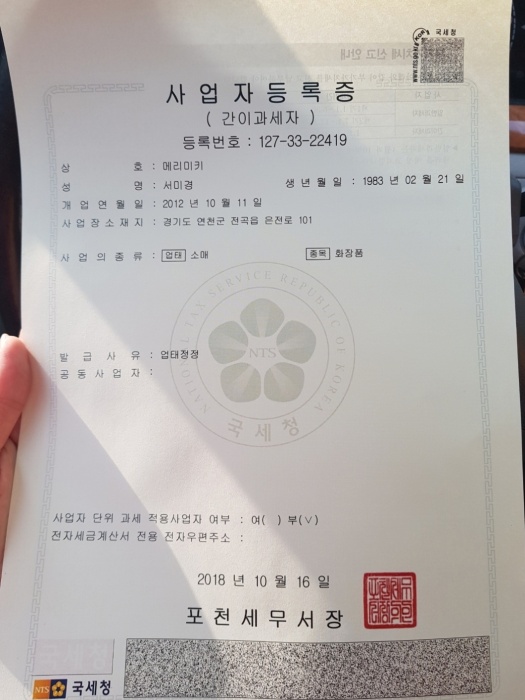 국세청
사업자등록증
( 간이과세자 )
등록번호 : 127-33-22419
상 호 : 메리미키
성 명 : 서미경 생 년 월 일 : 1983 년 02 월 21 일
개 업 연 월 일 : 2012 년 10 월 11 일
사 업 장 소 재 지 : 경기도 연천군 전곡읍 은전로 101
사 업 의 종 류 : 업태 소매 종목 화장품
NATIONAL TAX SERVICE REPUBLIC OF KOREA
NTS
국세청
발 급 사 유 : 업태정정
공 동 사 업 자 :
사업자 단위 과세 적용사업자 여부 : 여( ) 부(∨)
전자세금계산서 전용 전자우편주소 :
2018 년 10 월 16 일
포천세무서장
NTS 국세청